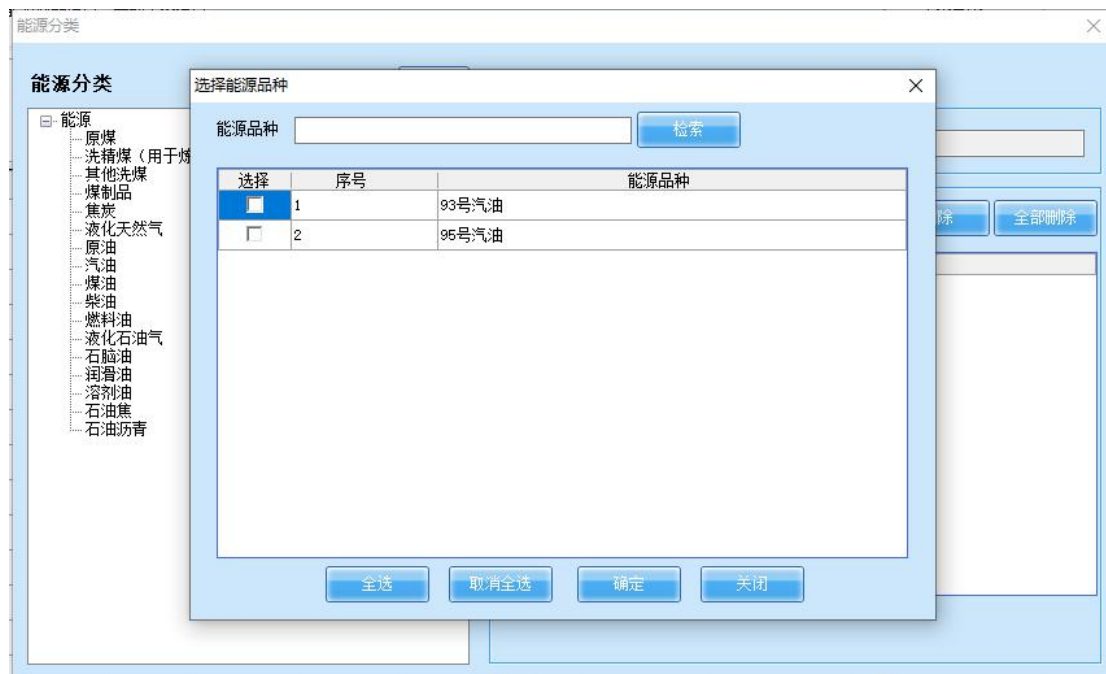 能源分类
能源分类
选择能源品种
能源
原煤
洗精煤（用于炼
其他洗煤
煤制品
焦炭
液化天然气
原油
汽油
煤油
柴油
燃料油
液化石油气
石脑油
润滑油
溶剂油
石油焦
石油沥青
能源品种
检索
选择 序号 能源品种
1 93号汽油
2 95号汽油
全选 取消全选 确定 关闭
除 全部删除